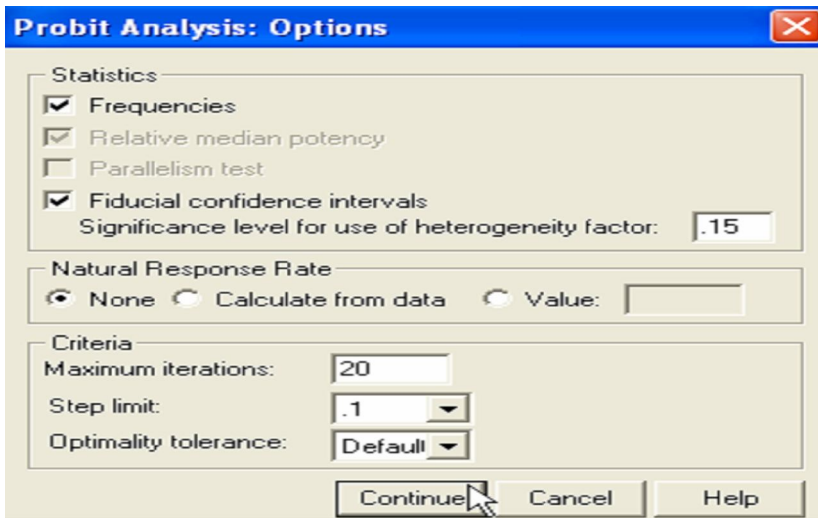 Probit Analysis: Options
Statistics
Frequencies
Relative median potency
Parallelism test
Fiducial confidence intervals
Significance level for use of heterogeneity factor: .15
Natural Response Rate
None Calculate from data Value:
Criteria
Maximum iterations: 20
Step limit: .1
Optimality tolerance: Default
Continue Cancel Help